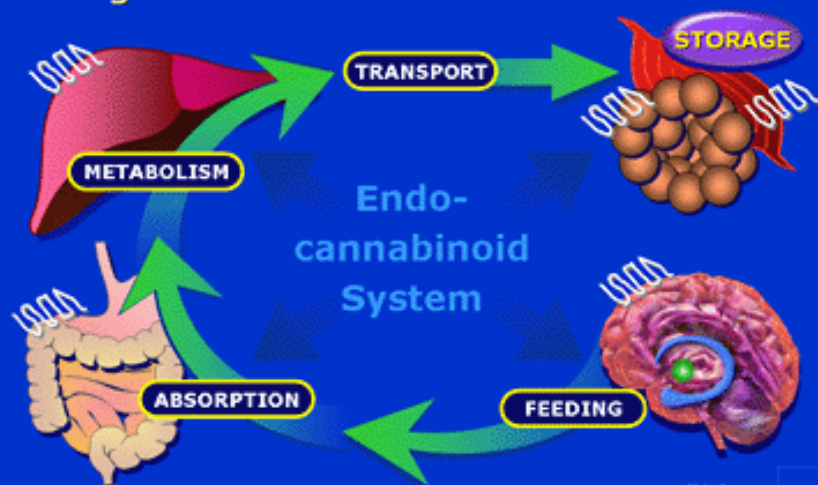 STORAGE
TRANSPORT
METABOLISM
Endo-
cannabinoid
System
ABSORPTION
FEEDING